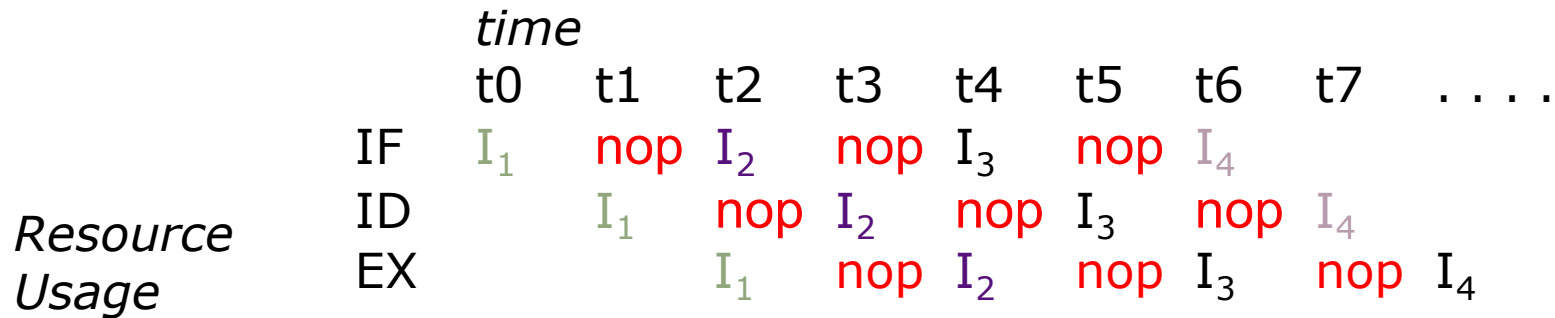 time
t0 t1 t2 t3 t4 t5 t6 t7 . . . .
IF I₁ nop I₂ nop I₃ nop I₄
ID I₁ nop I₂ nop I₃ nop I₄
Resource
EX I₁ nop I₂ nop I₃ nop I₄
Usage